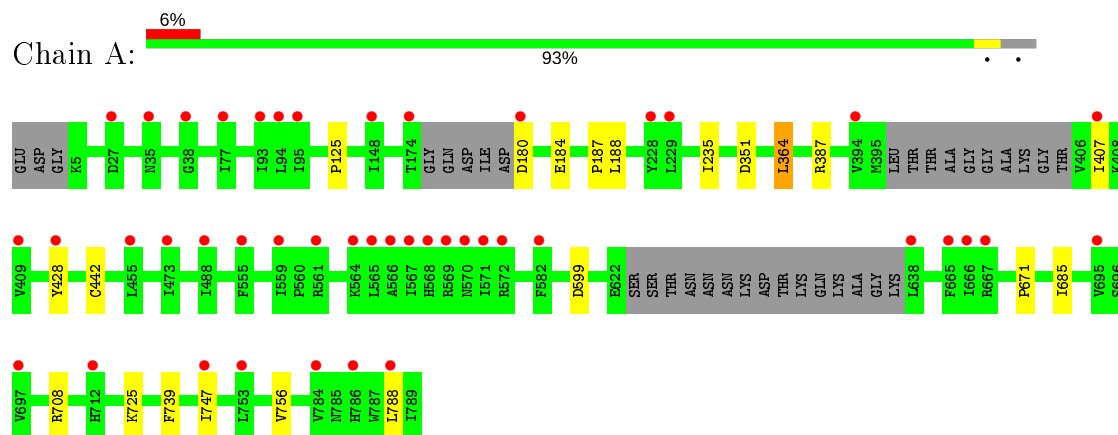 6%
Chain A:
93%
• •
GLU ASP GLY K5 D27 N35 G38 I77 I93 L94 I95 P125 I148 T174 GLY GLN ASP ILE ASP D180 E184 P187 L188 Y228 L229 I235 D351 L364 R387 V394 M395 LEU THR THR ALA GLY GLY ALA LYS GLY THR V406 I407 K408
V409 Y428 C442 L455 I473 I488 F555 I559 P560 R561 K564 L565 A566 I567 H568 R569 N570 I571 R572 F582 D599 E622 SER SER THR ASN ASN ASN LYS ASP THR LYS GLN LYS ALA GLY LYS L638 F665 I666 R667 P671 I685 V695 S696
V697 R708 H712 K725 F739 I747 L753 V756 V784 N785 H786 W787 L788 I789